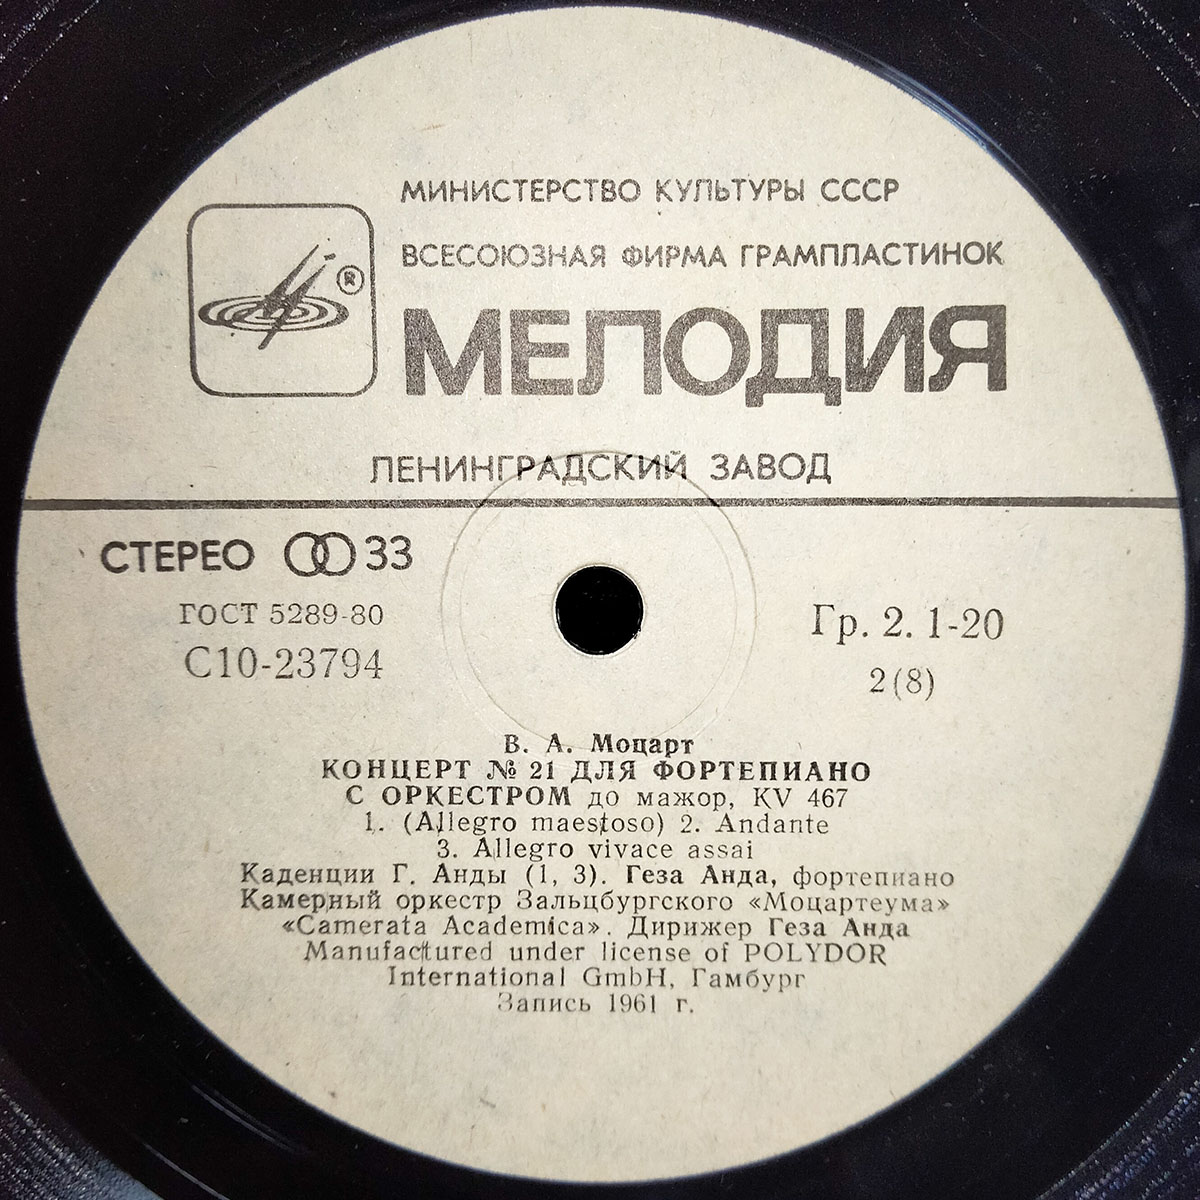 МИНИСТЕРСТВО КУЛЬТУРЫ СССР
ВСЕСОЮЗНАЯ ФИРМА ГРАМПЛАСТИНОК
®
МЕЛОДИЯ
ЛЕНИНГРАДСКИЙ ЗАВОД
СТЕРЕО 33
ГОСТ 5289-80
С10-23794
Гр. 2. 1-20
2(8)
В. А. Моцарт
КОНЦЕРТ № 21 ДЛЯ ФОРТЕПИАНО
С ОРКЕСТРОМ до мажор, KV 467
1. (Allegro maestoso) 2. Andante
3. Allegro vivace assai
Каденции Г. Анды (1, 3). Геза Анда, фортепиано
Камерный оркестр Зальцбургского «Моцартеума»
«Camerata Academica». Дирижер Геза Анда
Manufactured under license of POLYDOR
International GmbH, Гамбург
Запись 1961 г.